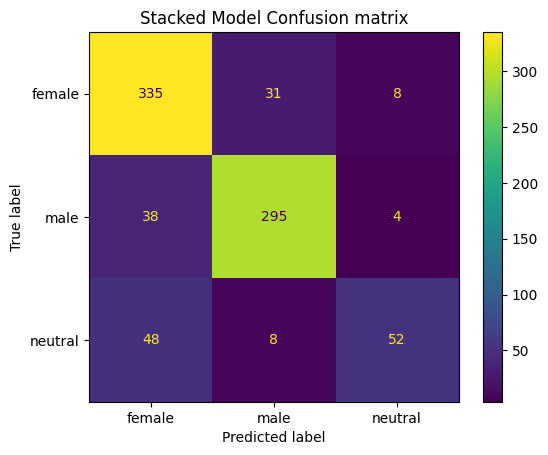 Stacked Model Confusion matrix
female 335 31 8
male 38 295 4
neutral 48 8 52
female male neutral
Predicted label
True label
300
250
200
150
100
50